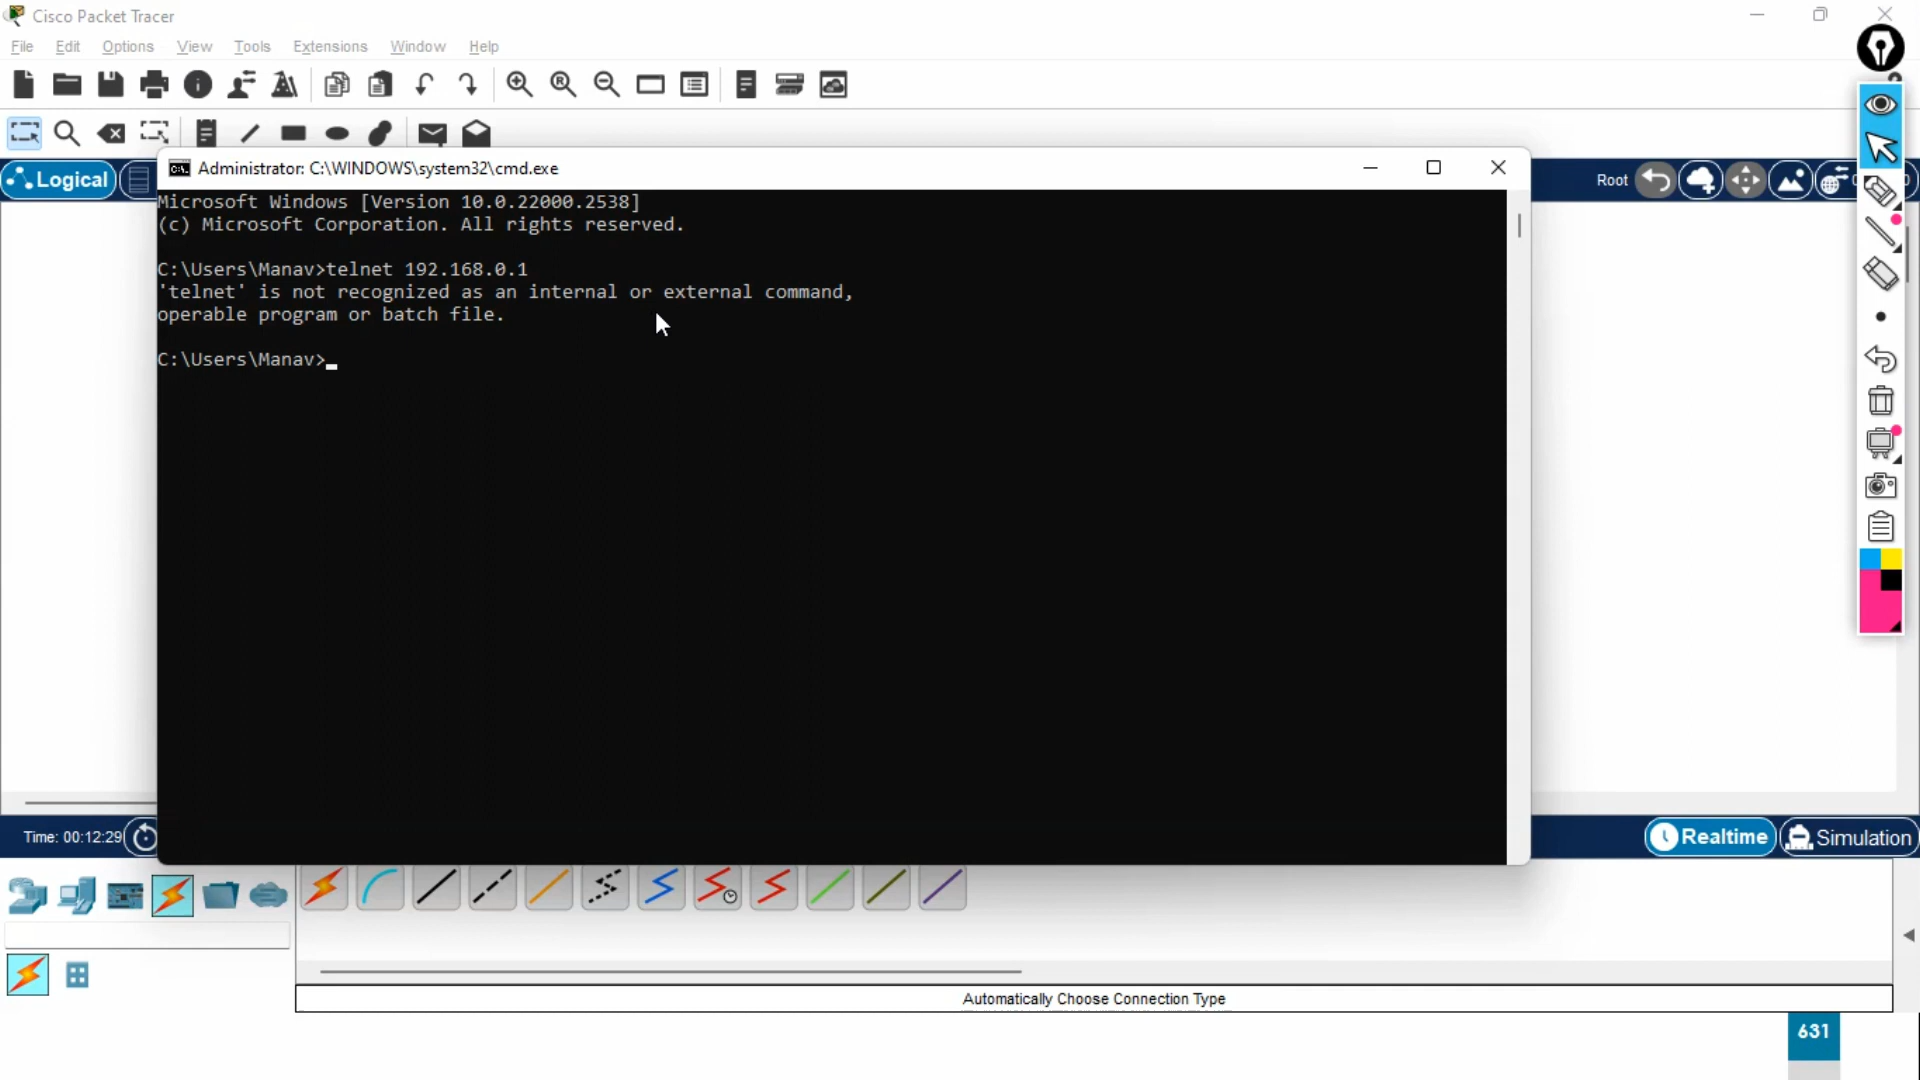 Cisco Packet Tracer
File Edit Options View Tools Extensions Window Help
Logical
Root
Administrator: C:\WINDOWS\system32\cmd.exe
Microsoft Windows [Version 10.0.22000.2538]
(c) Microsoft Corporation. All rights reserved.
C:\Users\Manav>telnet 192.168.0.1
'telnet' is not recognized as an internal or external command,
operable program or batch file.
C:\Users\Manav>
Time: 00:12:29
Realtime
Simulation
Automatically Choose Connection Type
631